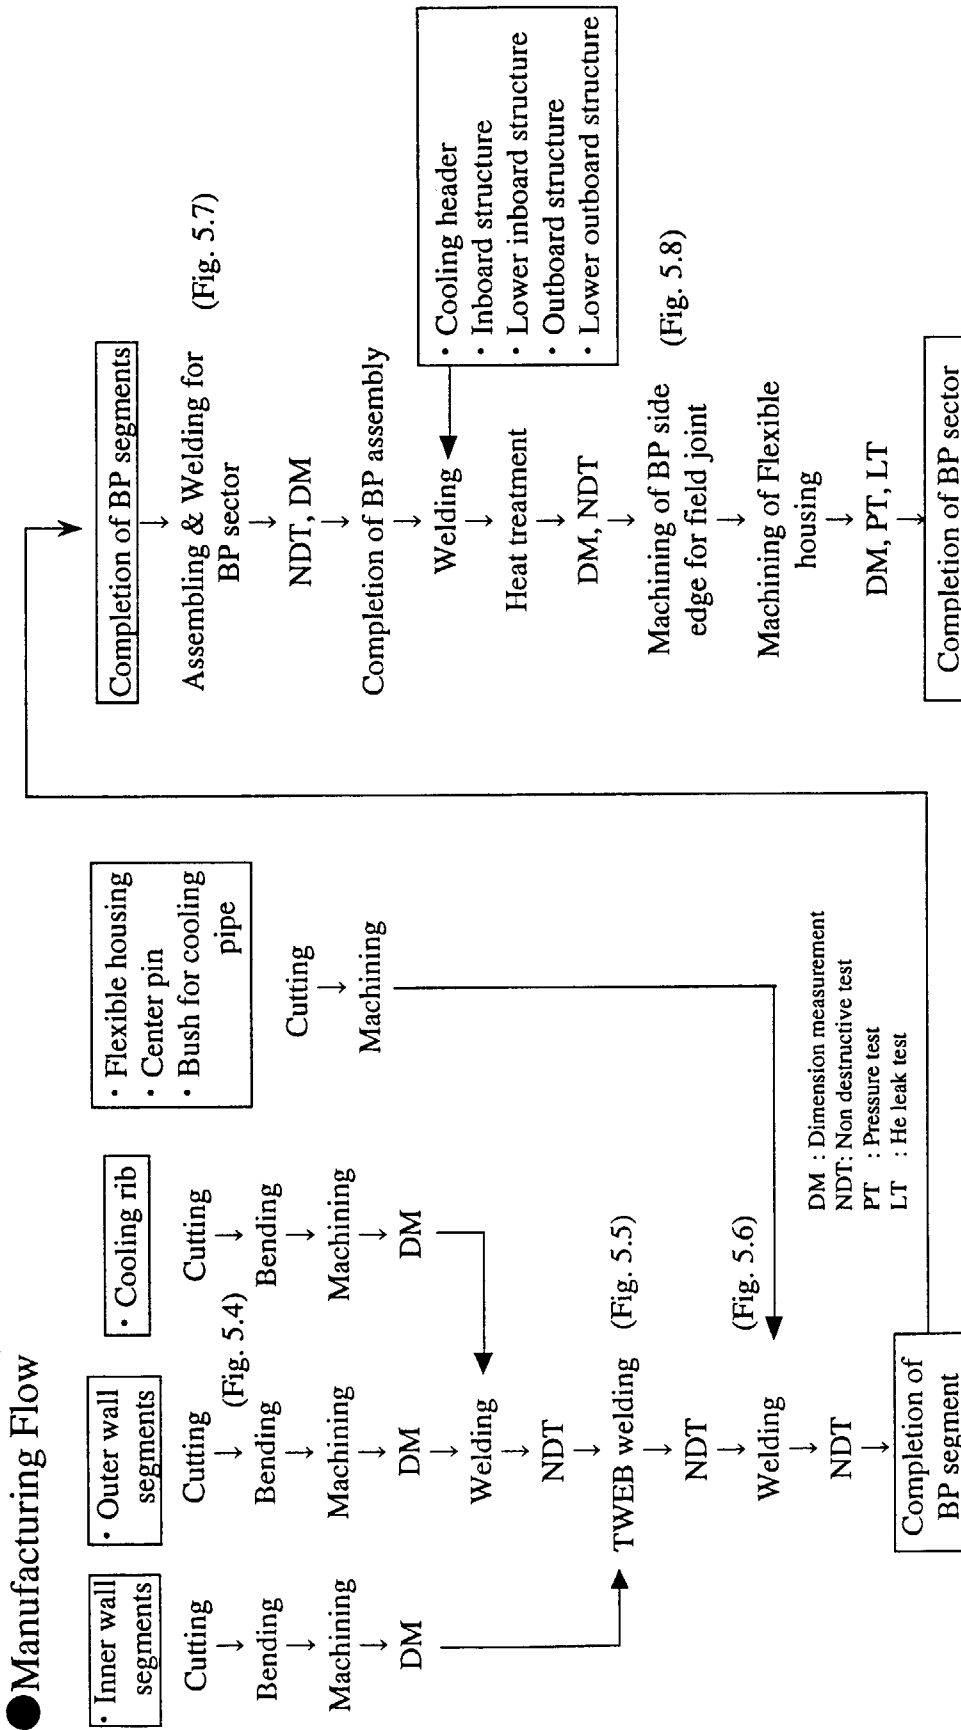 ●Manufacturing Flow
· Inner wall
segments
Cutting
↓
Bending
↓
Machining
↓
DM
· Outer wall
segments
Cutting
(Fig. 5.4)
↓
Bending
↓
Machining
↓
DM
↓
Welding
↓
NDT
↓
TWEB welding (Fig. 5.5)
↓
NDT
↓
Welding (Fig. 5.6)
↓
NDT
↓
Completion of
BP segment
· Cooling rib
Cutting
↓
Bending
↓
Machining
↓
DM
· Flexible housing
· Center pin
· Bush for cooling
pipe
Cutting
↓
Machining
DM : Dimension measurement
NDT: Non destructive test
PT : Pressure test
LT : He leak test
Completion of BP segments
↓
Assembling & Welding for (Fig. 5.7)
BP sector
↓
NDT, DM
↓
Completion of BP assembly
↓
Welding
· Cooling header
· Inboard structure
· Lower inboard structure
· Outboard structure
· Lower outboard structure
↓
Heat treatment
↓
DM, NDT
↓
Machining of BP side (Fig. 5.8)
edge for field joint
↓
Machining of Flexible
housing
↓
DM, PT, LT
↓
Completion of BP sector